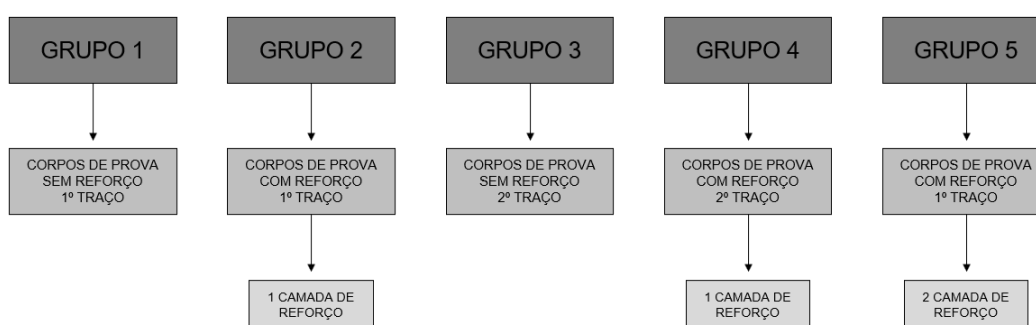 GRUPO 1
GRUPO 2
GRUPO 3
GRUPO 4
GRUPO 5
CORPOS DE PROVA
SEM REFORÇO
1º TRAÇO
CORPOS DE PROVA
COM REFORÇO
1º TRAÇO
CORPOS DE PROVA
SEM REFORÇO
2º TRAÇO
CORPOS DE PROVA
COM REFORÇO
2º TRAÇO
CORPOS DE PROVA
COM REFORÇO
1º TRAÇO
1 CAMADA DE
REFORÇO
1 CAMADA DE
REFORÇO
2 CAMADA DE
REFORÇO